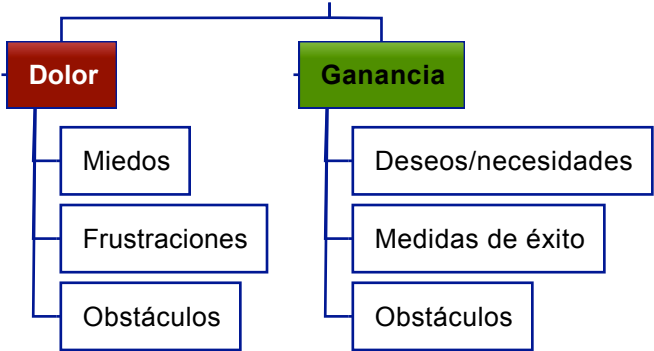 Dolor
Miedos
Frustraciones
Obstáculos
Ganancia
Deseos/necesidades
Medidas de éxito
Obstáculos